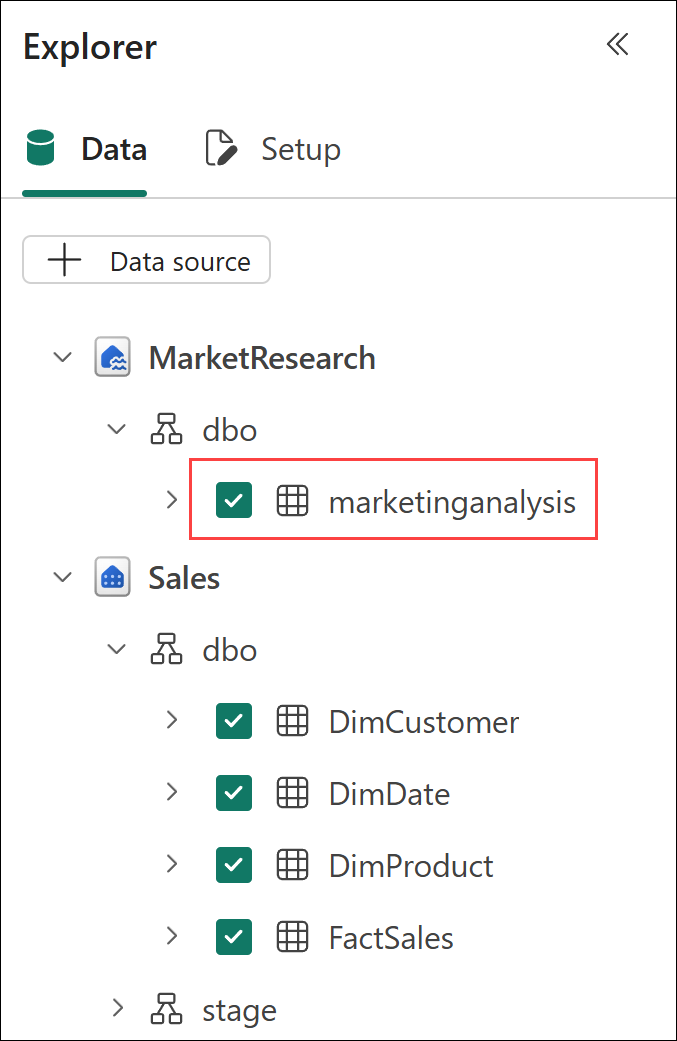 Explorer
Data Setup
Data source
MarketResearch
dbo
marketinganalysis
Sales
dbo
DimCustomer
DimDate
DimProduct
FactSales
stage